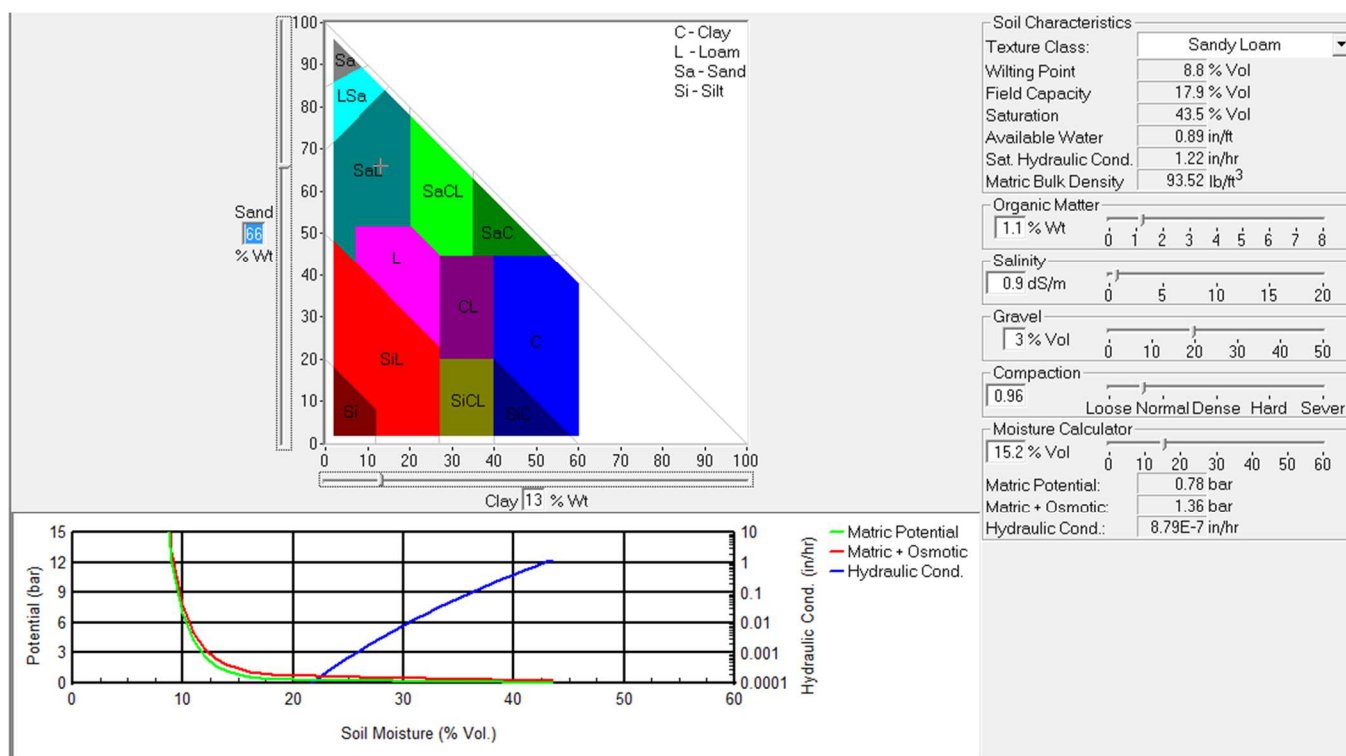 C - Clay
L - Loam
Sa - Sand
Si - Silt
100
90
80
70
60
50
40
30
20
10
0
Sa
LSa
SaL
SaCL
SaC
L
CL
C
SiL
SiCL
Si
SiC
Sand
66
% Wt
0 10 20 30 40 50 60 70 80 90 100
Clay 13 % Wt
Soil Characteristics
Texture Class: Sandy Loam
Wilting Point 8.8 % Vol
Field Capacity 17.9 % Vol
Saturation 43.5 % Vol
Available Water 0.89 in/ft
Sat. Hydraulic Cond. 1.22 in/hr
Matric Bulk Density 93.52 lb/ft³
Organic Matter
1.1 % Wt
0 1 2 3 4 5 6 7 8
Salinity
0.9 dS/m
0 5 10 15 20
Gravel
3 % Vol
0 10 20 30 40 50
Compaction
0.96
Loose Normal Dense Hard Sever
Moisture Calculator
15.2 % Vol
0 10 20 30 40 50 60
Matric Potential: 0.78 bar
Matric + Osmotic: 1.36 bar
Hydraulic Cond.: 8.79E-7 in/hr
Potential (bar)
15
12
9
6
3
0
0 10 20 30 40 50 60
Soil Moisture (% Vol.)
10
1
0.1
0.01
0.001
0.0001
Hydraulic Cond. (in/hr)
Matric Potential
Matric + Osmotic
Hydraulic Cond.